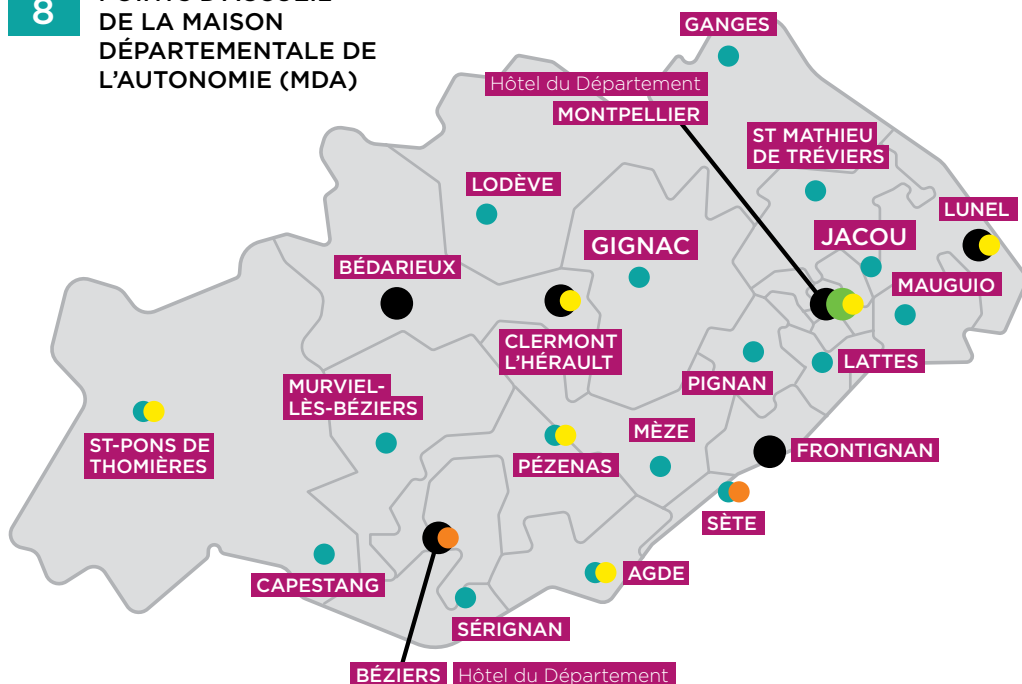 8
POINTS D'ACCUEIL
DE LA MAISON
DÉPARTEMENTALE DE
L'AUTONOMIE (MDA)
GANGES
Hôtel du Département
MONTPELLIER
ST MATHIEU
DE TRÉVIERS
LODÈVE
LUNEL
JACOU
GIGNAC
BÉDARIEUX
MAUGUIO
CLERMONT
L'HÉRAULT
LATTES
PIGNAN
MURVIEL-
LÈS-BÉZIERS
MÈZE
ST-PONS DE
THOMIÈRES
FRONTIGNAN
PÉZENAS
SÈTE
AGDE
CAPESTANG
SÉRIGNAN
BÉZIERS Hôtel du Département